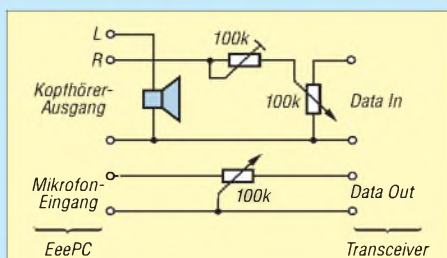 L
R
100k
Kopfhörer-
Ausgang
100k
Data In
Mikrofon-
Eingang
100k
Data Out
EeePC
Transceiver